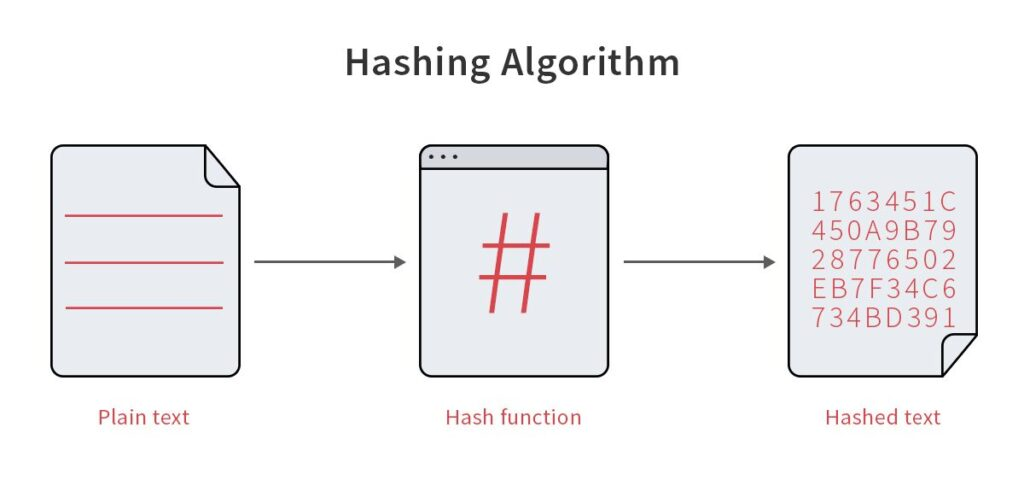 Hashing Algorithm
#
1763451C
450A9B79
28776502
EB7F34C6
734BD391
Plain text
Hash function
Hashed text